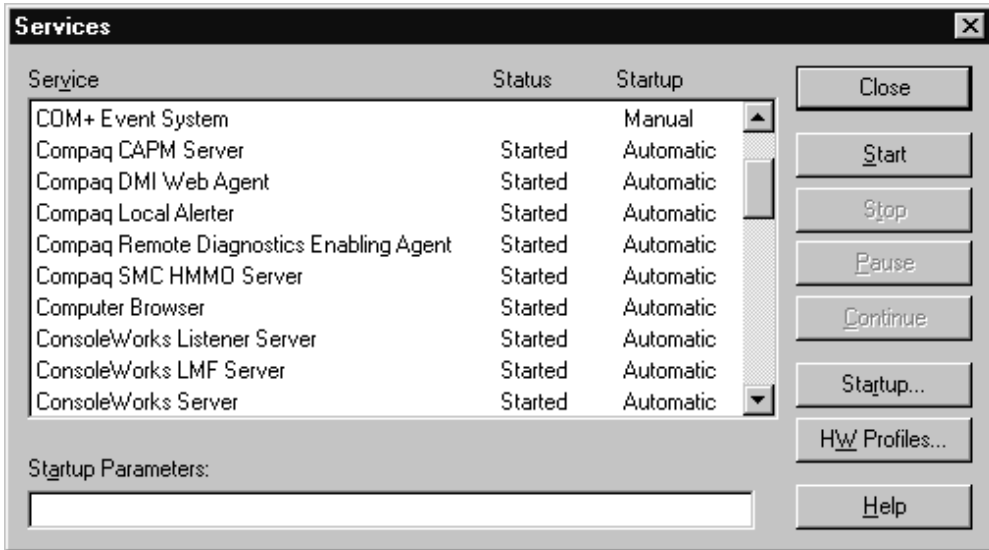 Services
Service Status Startup
COM+ Event System Manual
Compaq CAPM Server Started Automatic
Compaq DMI Web Agent Started Automatic
Compaq Local Alerter Started Automatic
Compaq Remote Diagnostics Enabling Agent Started Automatic
Compaq SMC HMMO Server Started Automatic
Computer Browser Started Automatic
ConsoleWorks Listener Server Started Automatic
ConsoleWorks LMF Server Started Automatic
ConsoleWorks Server Started Automatic
Startup Parameters:
Close
Start
Stop
Pause
Continue
Startup...
HW Profiles...
Help